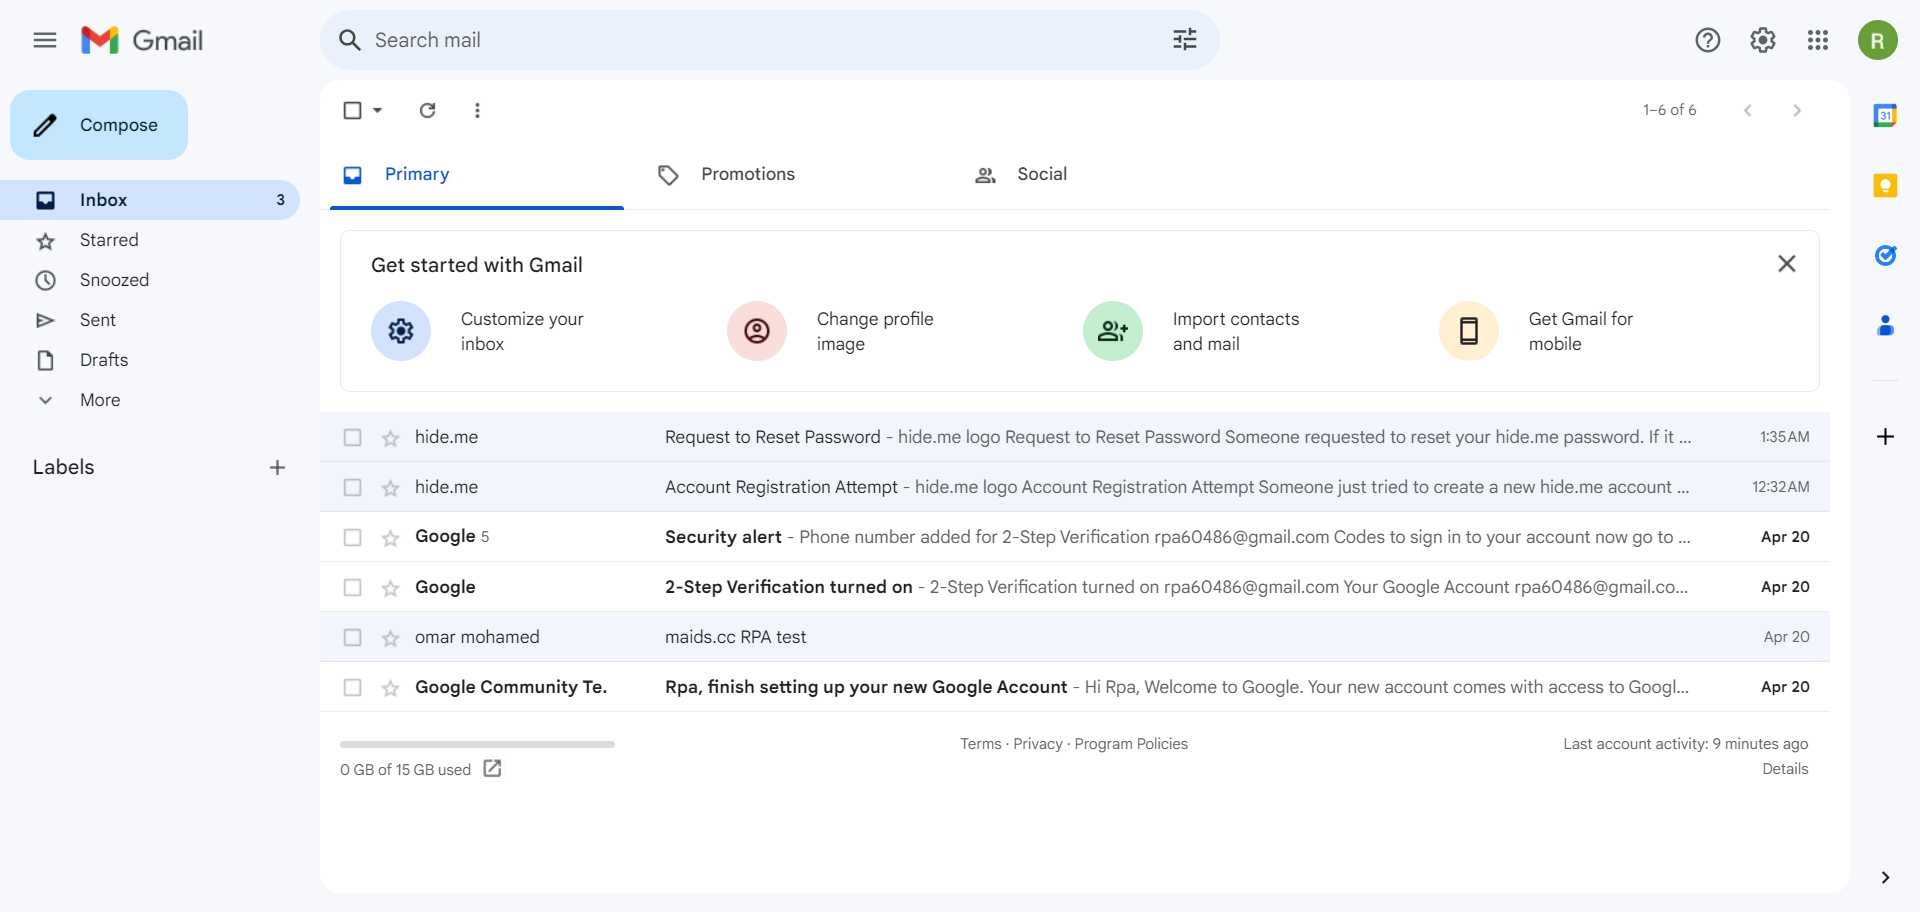 Gmail
Search mail
R
Compose
1–6 of 6
31
Primary
Promotions
Social
Inbox 3
Starred
Snoozed
Sent
Drafts
More
Labels
Get started with Gmail
Customize your
inbox
Change profile
image
Import contacts
and mail
Get Gmail for
mobile
hide.me Request to Reset Password - hide.me logo Request to Reset Password Someone requested to reset your hide.me password. If it ... 1:35 AM
hide.me Account Registration Attempt - hide.me logo Account Registration Attempt Someone just tried to create a new hide.me account ... 12:32 AM
Google 5 Security alert - Phone number added for 2-Step Verification rpa60486@gmail.com Codes to sign in to your account now go to ... Apr 20
Google 2-Step Verification turned on - 2-Step Verification turned on rpa60486@gmail.com Your Google Account rpa60486@gmail.co... Apr 20
omar mohamed maids.cc RPA test Apr 20
Google Community Te. Rpa, finish setting up your new Google Account - Hi Rpa, Welcome to Google. Your new account comes with access to Googl... Apr 20
0 GB of 15 GB used
Terms · Privacy · Program Policies
Last account activity: 9 minutes ago
Details